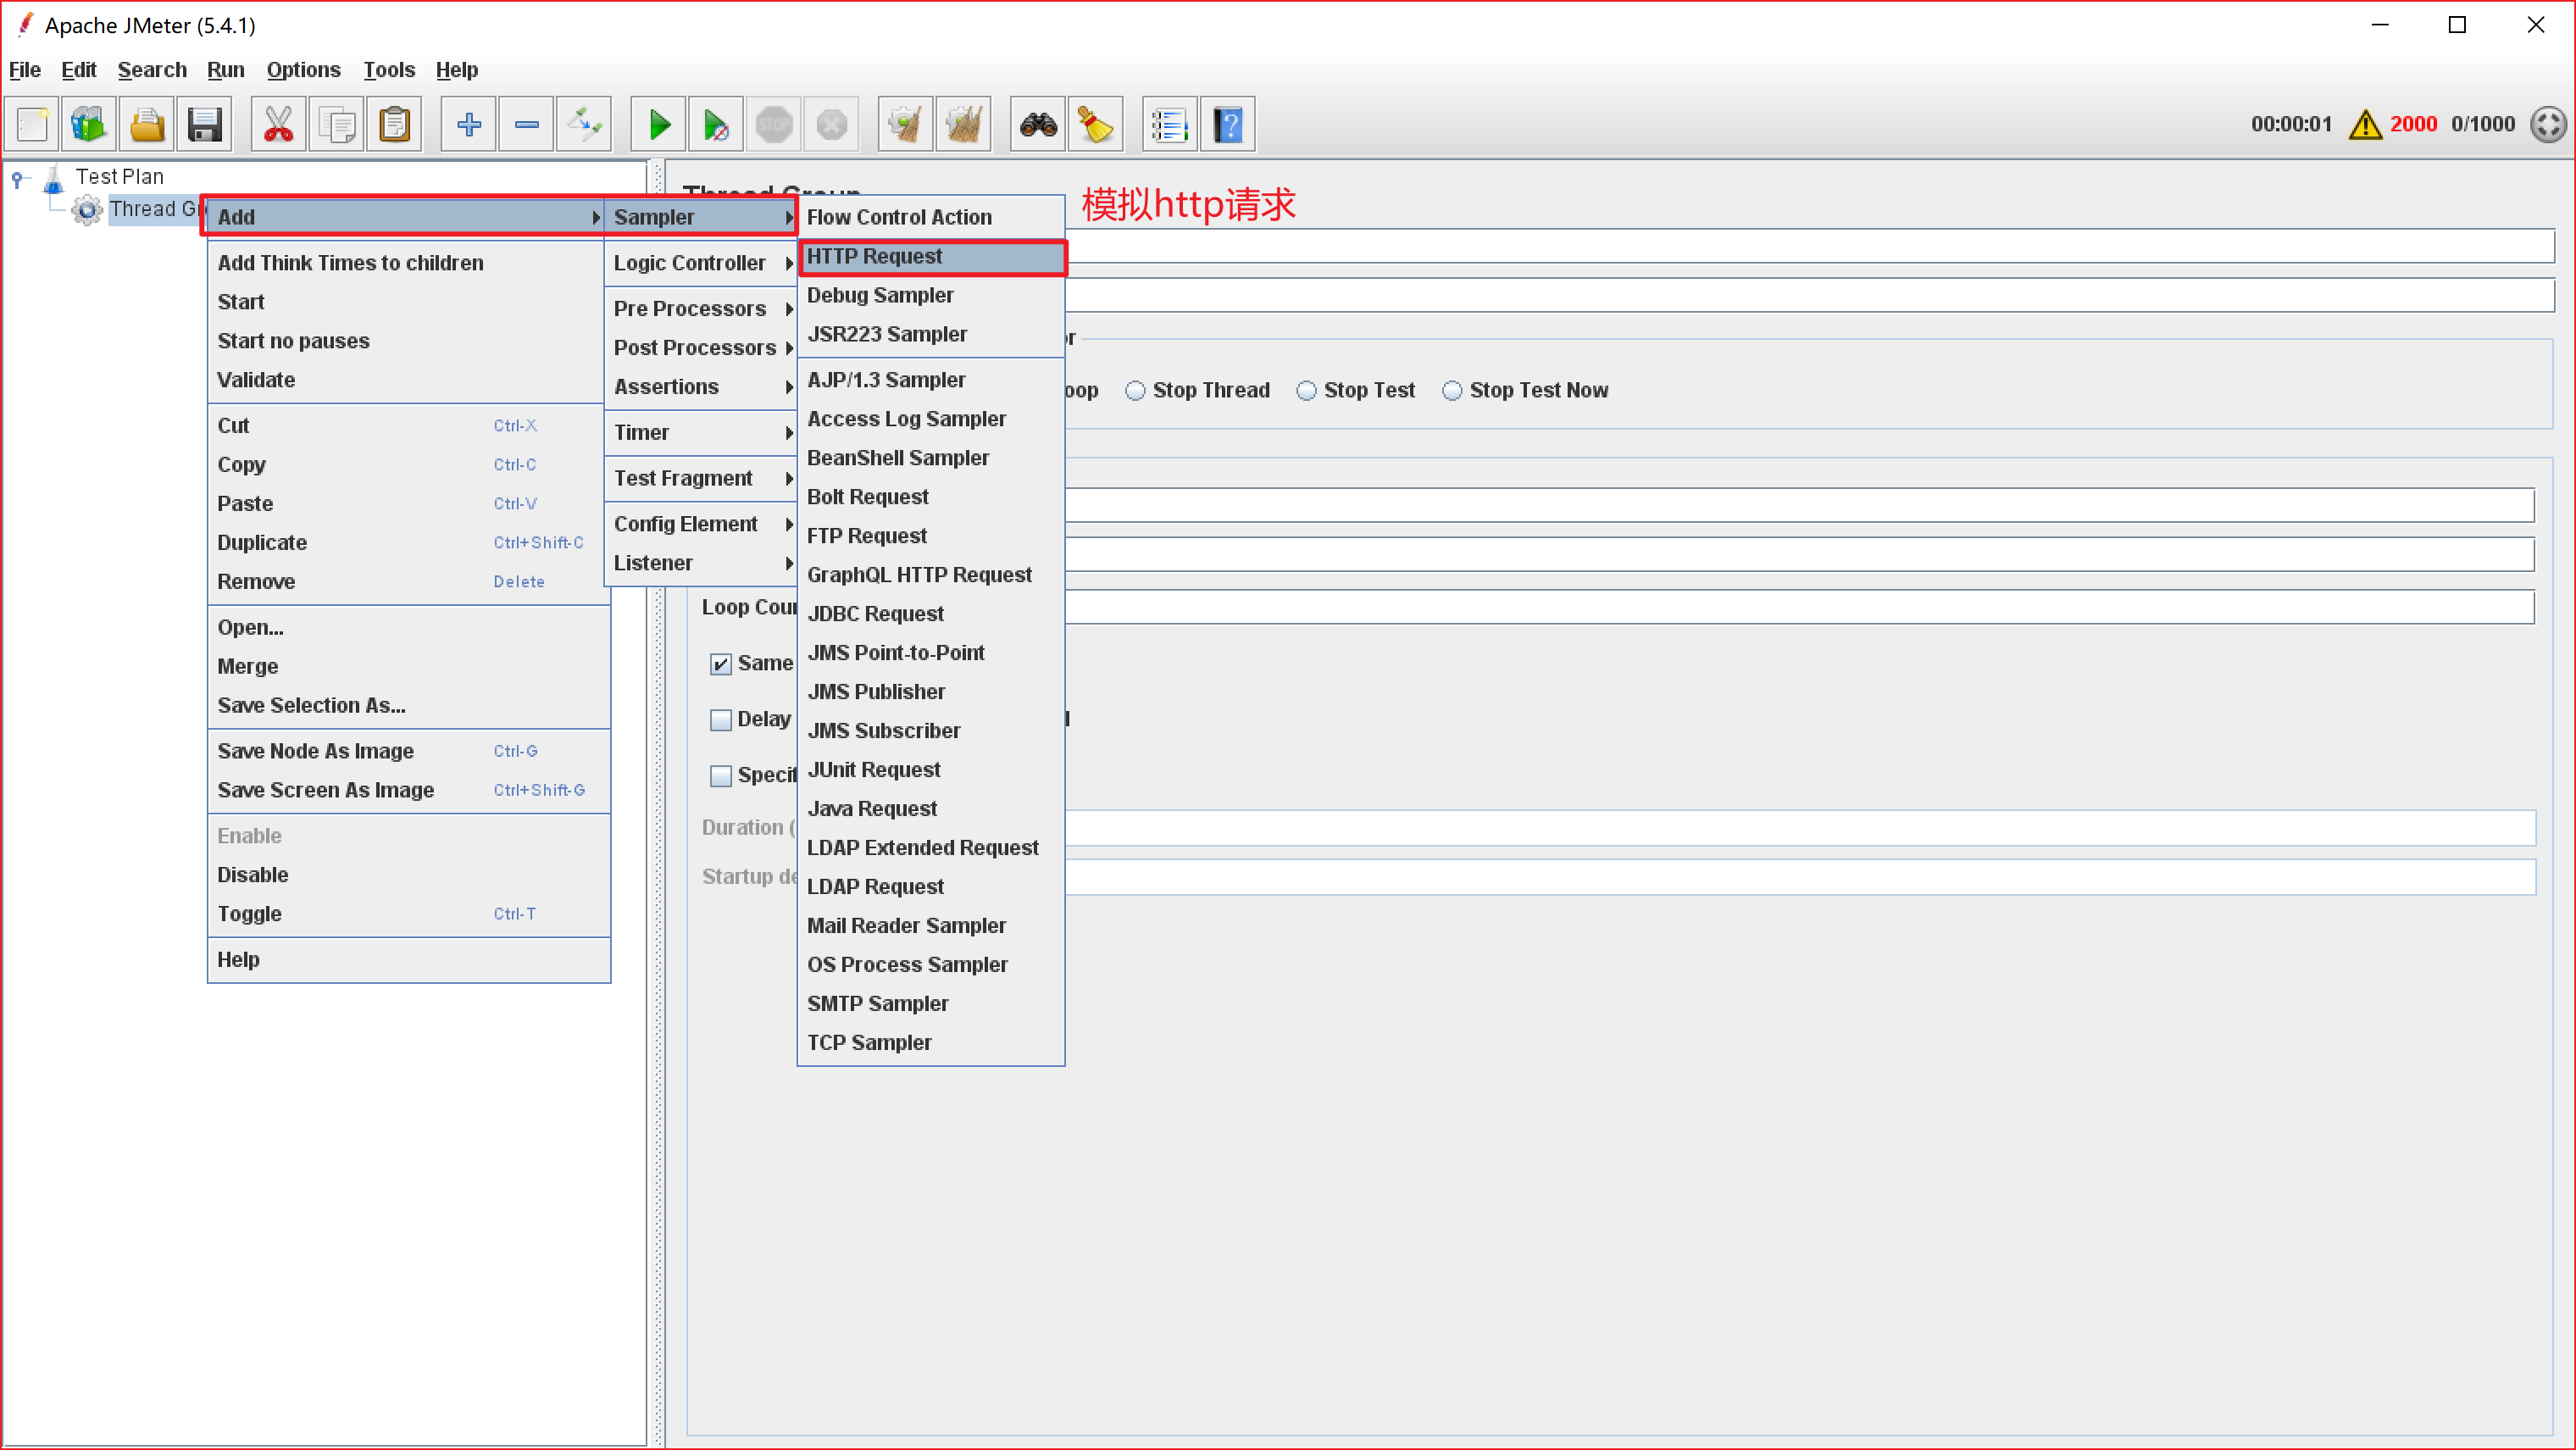 Apache JMeter (5.4.1)
File Edit Search Run Options Tools Help
STOP
00:00:01 2000 0/1000
Test Plan
Thread Gr
Thread Group
模拟http请求
Add
Add Think Times to children
Start
Start no pauses
Validate
Cut Ctrl-X
Copy Ctrl-C
Paste Ctrl-V
Duplicate Ctrl+Shift-C
Remove Delete
Open...
Merge
Save Selection As...
Save Node As Image Ctrl-G
Save Screen As Image Ctrl+Shift-G
Enable
Disable
Toggle Ctrl-T
Help
Sampler
Logic Controller
Pre Processors
Post Processors
Assertions
Timer
Test Fragment
Config Element
Listener
Flow Control Action
HTTP Request
Debug Sampler
JSR223 Sampler
AJP/1.3 Sampler
Access Log Sampler
BeanShell Sampler
Bolt Request
FTP Request
GraphQL HTTP Request
JDBC Request
JMS Point-to-Point
JMS Publisher
JMS Subscriber
JUnit Request
Java Request
LDAP Extended Request
LDAP Request
Mail Reader Sampler
OS Process Sampler
SMTP Sampler
TCP Sampler
oop Stop Thread Stop Test Stop Test Now
Loop Coun
Same
Delay
Specif
Duration (
Startup de